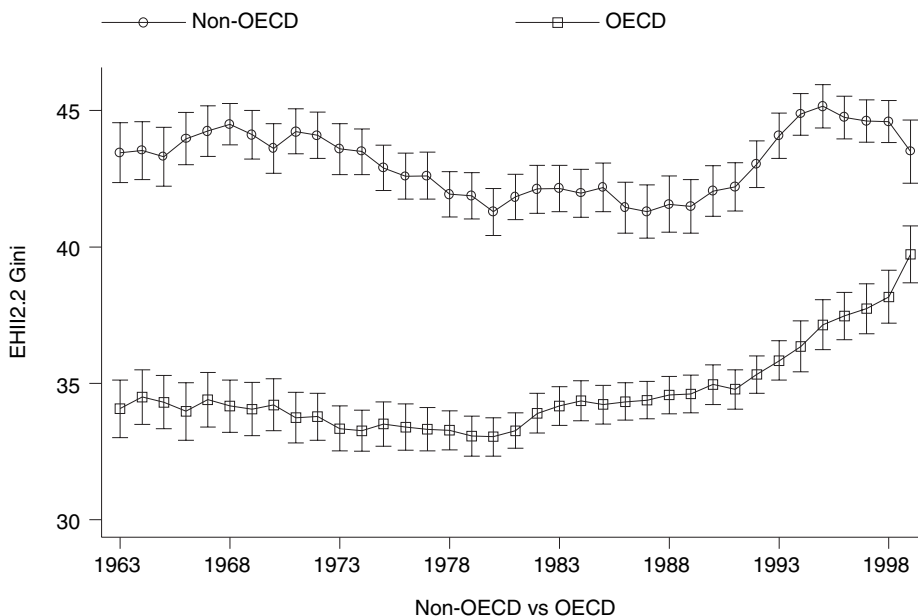 Non-OECD OECD
45
40
35
30
EHII2.2 Gini
1963 1968 1973 1978 1983 1988 1993 1998
Non-OECD vs OECD